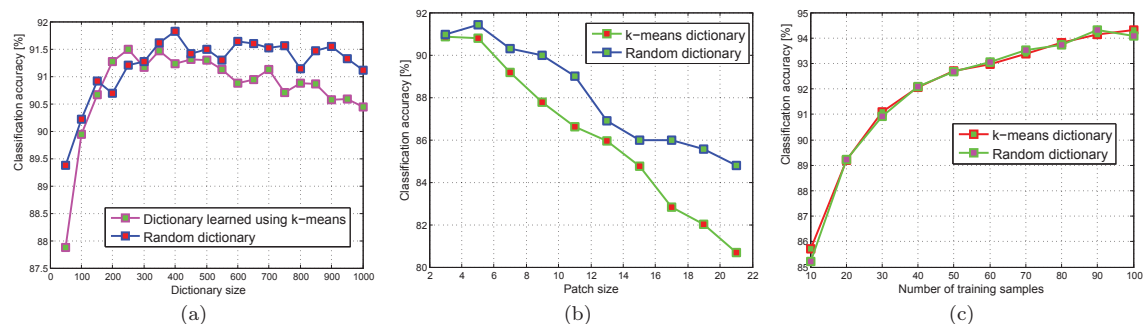 Classification accuracy [%]
92
91.5
91
90.5
90
89.5
89
88.5
88
87.5
100 200 300 400 500 600 700 800 900 1000
Dictionary size
Dictionary learned using k−means
Random dictionary
(a)
Classification accuracy [%]
92
90
88
86
84
82
80
2 4 6 8 10 12 14 16 18 20 22
Patch size
k−means dictionary
Random dictionary
(b)
Classification accuracy [%]
95
94
93
92
91
90
89
88
87
86
85
10 20 30 40 50 60 70 80 90 100
Number of training samples
k−means dictionary
Random dictionary
(c)